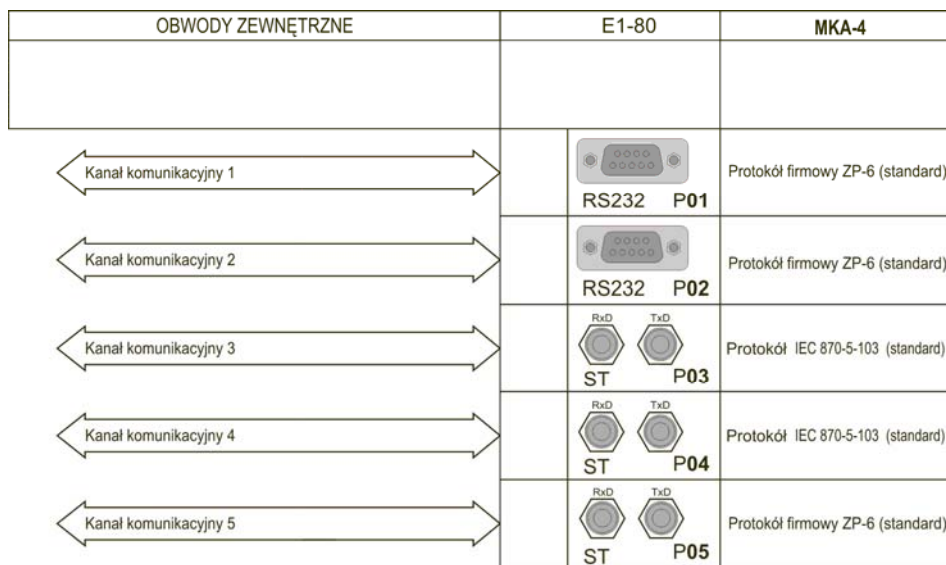 OBWODY ZEWNĘTRZNE E1-80 MKA-4
Kanał komunikacyjny 1
RS232 P01
Protokół firmowy ZP-6 (standard)
Kanał komunikacyjny 2
RS232 P02
Protokół firmowy ZP-6 (standard)
Kanał komunikacyjny 3
RxD TxD
ST P03
Protokół IEC 870-5-103 (standard)
Kanał komunikacyjny 4
RxD TxD
ST P04
Protokół IEC 870-5-103 (standard)
Kanał komunikacyjny 5
RxD TxD
ST P05
Protokół firmowy ZP-6 (standard)